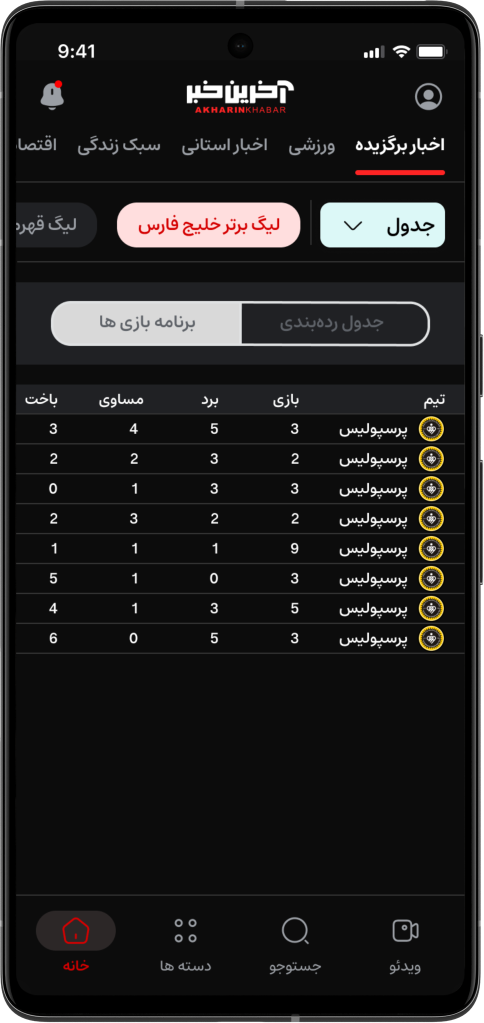 9:41
آخرین خبر
AKHARINKHABAR
اخبار برگزیده ورزشی اخبار استانی سبک زندگی اقتصا
جدول لیگ برتر خلیج فارس لیگ قهرم
جدول رده‌بندی برنامه بازی ها
تیم بازی برد مساوی باخت
پرسپولیس 3 5 4 3
پرسپولیس 2 3 2 2
پرسپولیس 3 3 1 0
پرسپولیس 2 2 3 2
پرسپولیس 9 1 1 1
پرسپولیس 3 0 1 5
پرسپولیس 5 3 1 4
پرسپولیس 3 5 0 6
ویدئو جستوجو دسته ها خانه